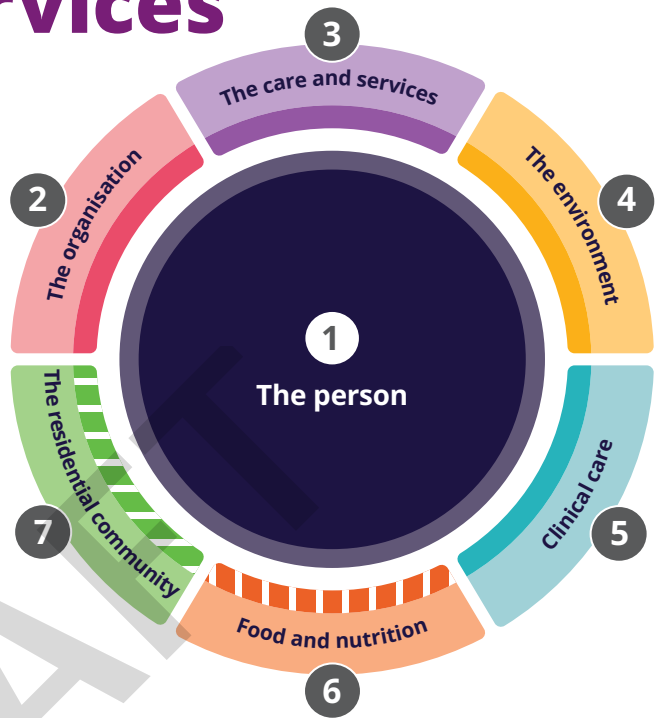 rvices
3
The care and services
2
The organisation
4
The environment
1
The person
7
The residential community
5
Clinical care
Food and nutrition
6